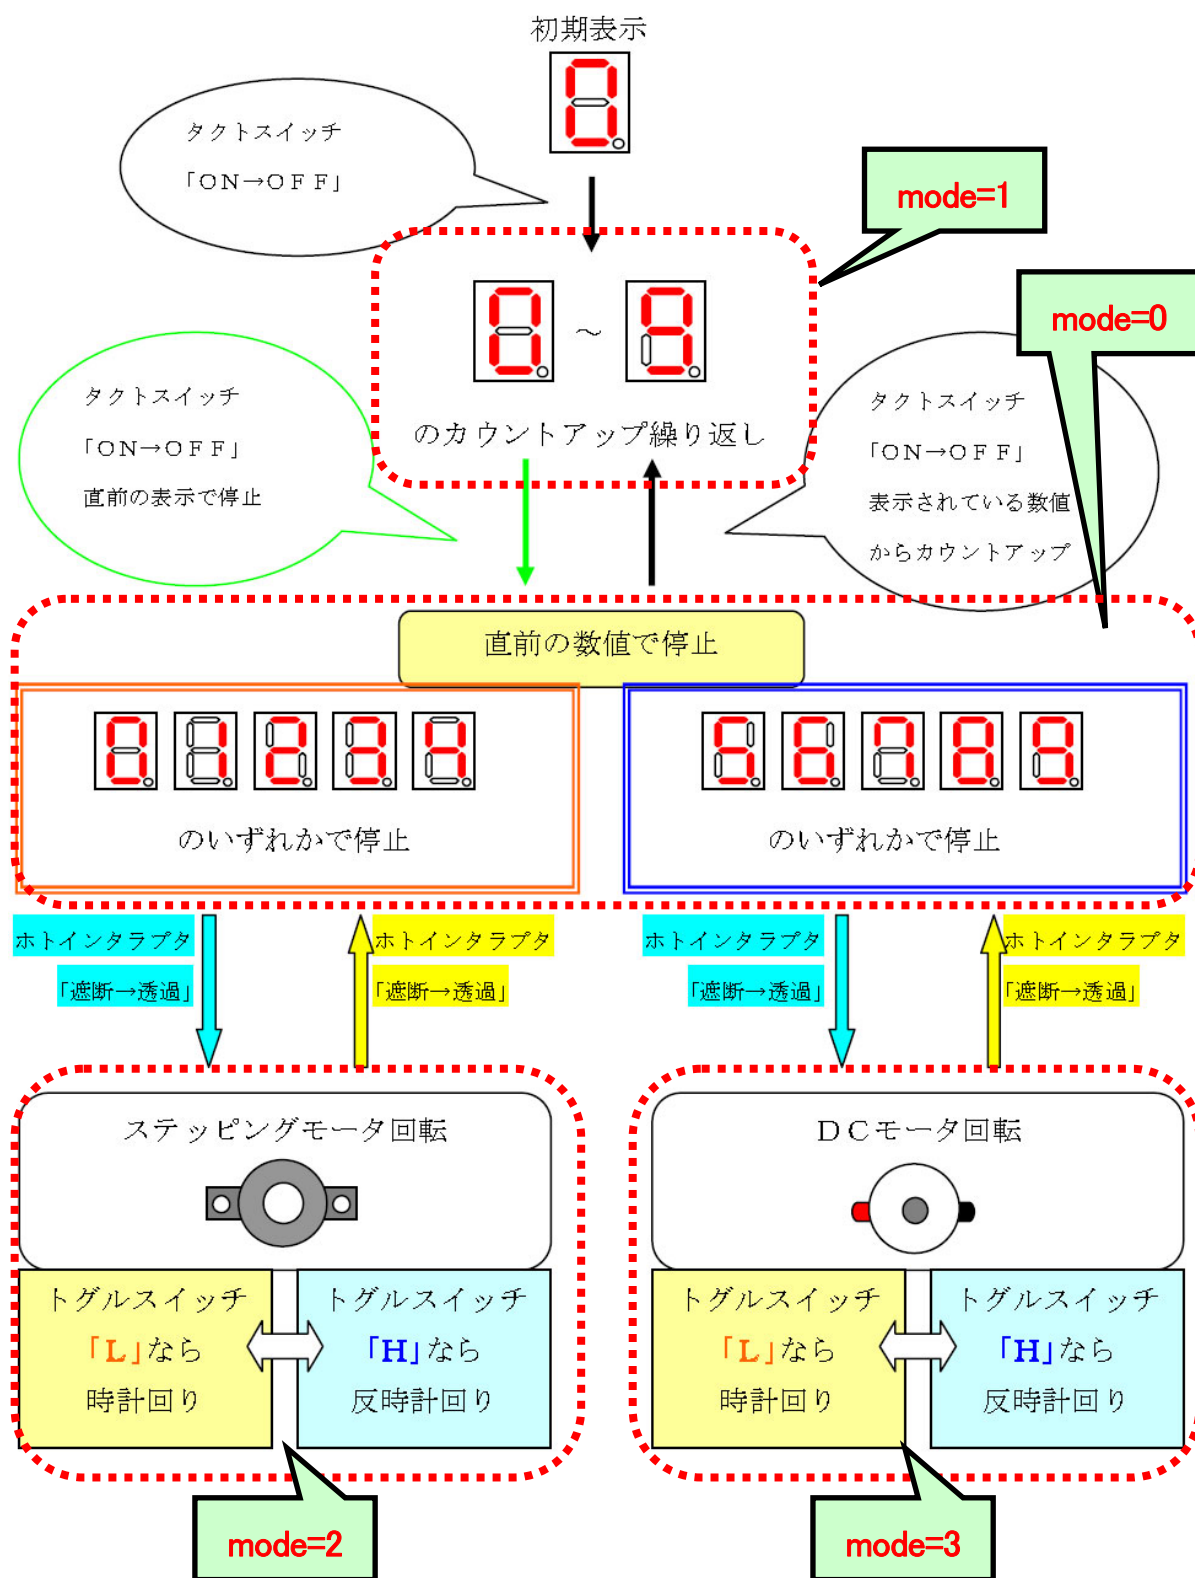 初期表示
タクトスイッチ
「ON→OFF」
mode=1
mode=0
～
のカウントアップ繰り返し
タクトスイッチ
「ON→OFF」
直前の表示で停止
タクトスイッチ
「ON→OFF」
表示されている数値
からカウントアップ
直前の数値で停止
0 1 2 3 4
のいずれかで停止
5 6 7 8 9
のいずれかで停止
ホトインタラプタ
「遮断→透過」
ホトインタラプタ
「遮断→透過」
ホトインタラプタ
「遮断→透過」
ホトインタラプタ
「遮断→透過」
ステッピングモータ回転
トグルスイッチ
「L」なら
時計回り
トグルスイッチ
「H」なら
反時計回り
DCモータ回転
トグルスイッチ
「L」なら
時計回り
トグルスイッチ
「H」なら
反時計回り
mode=2
mode=3